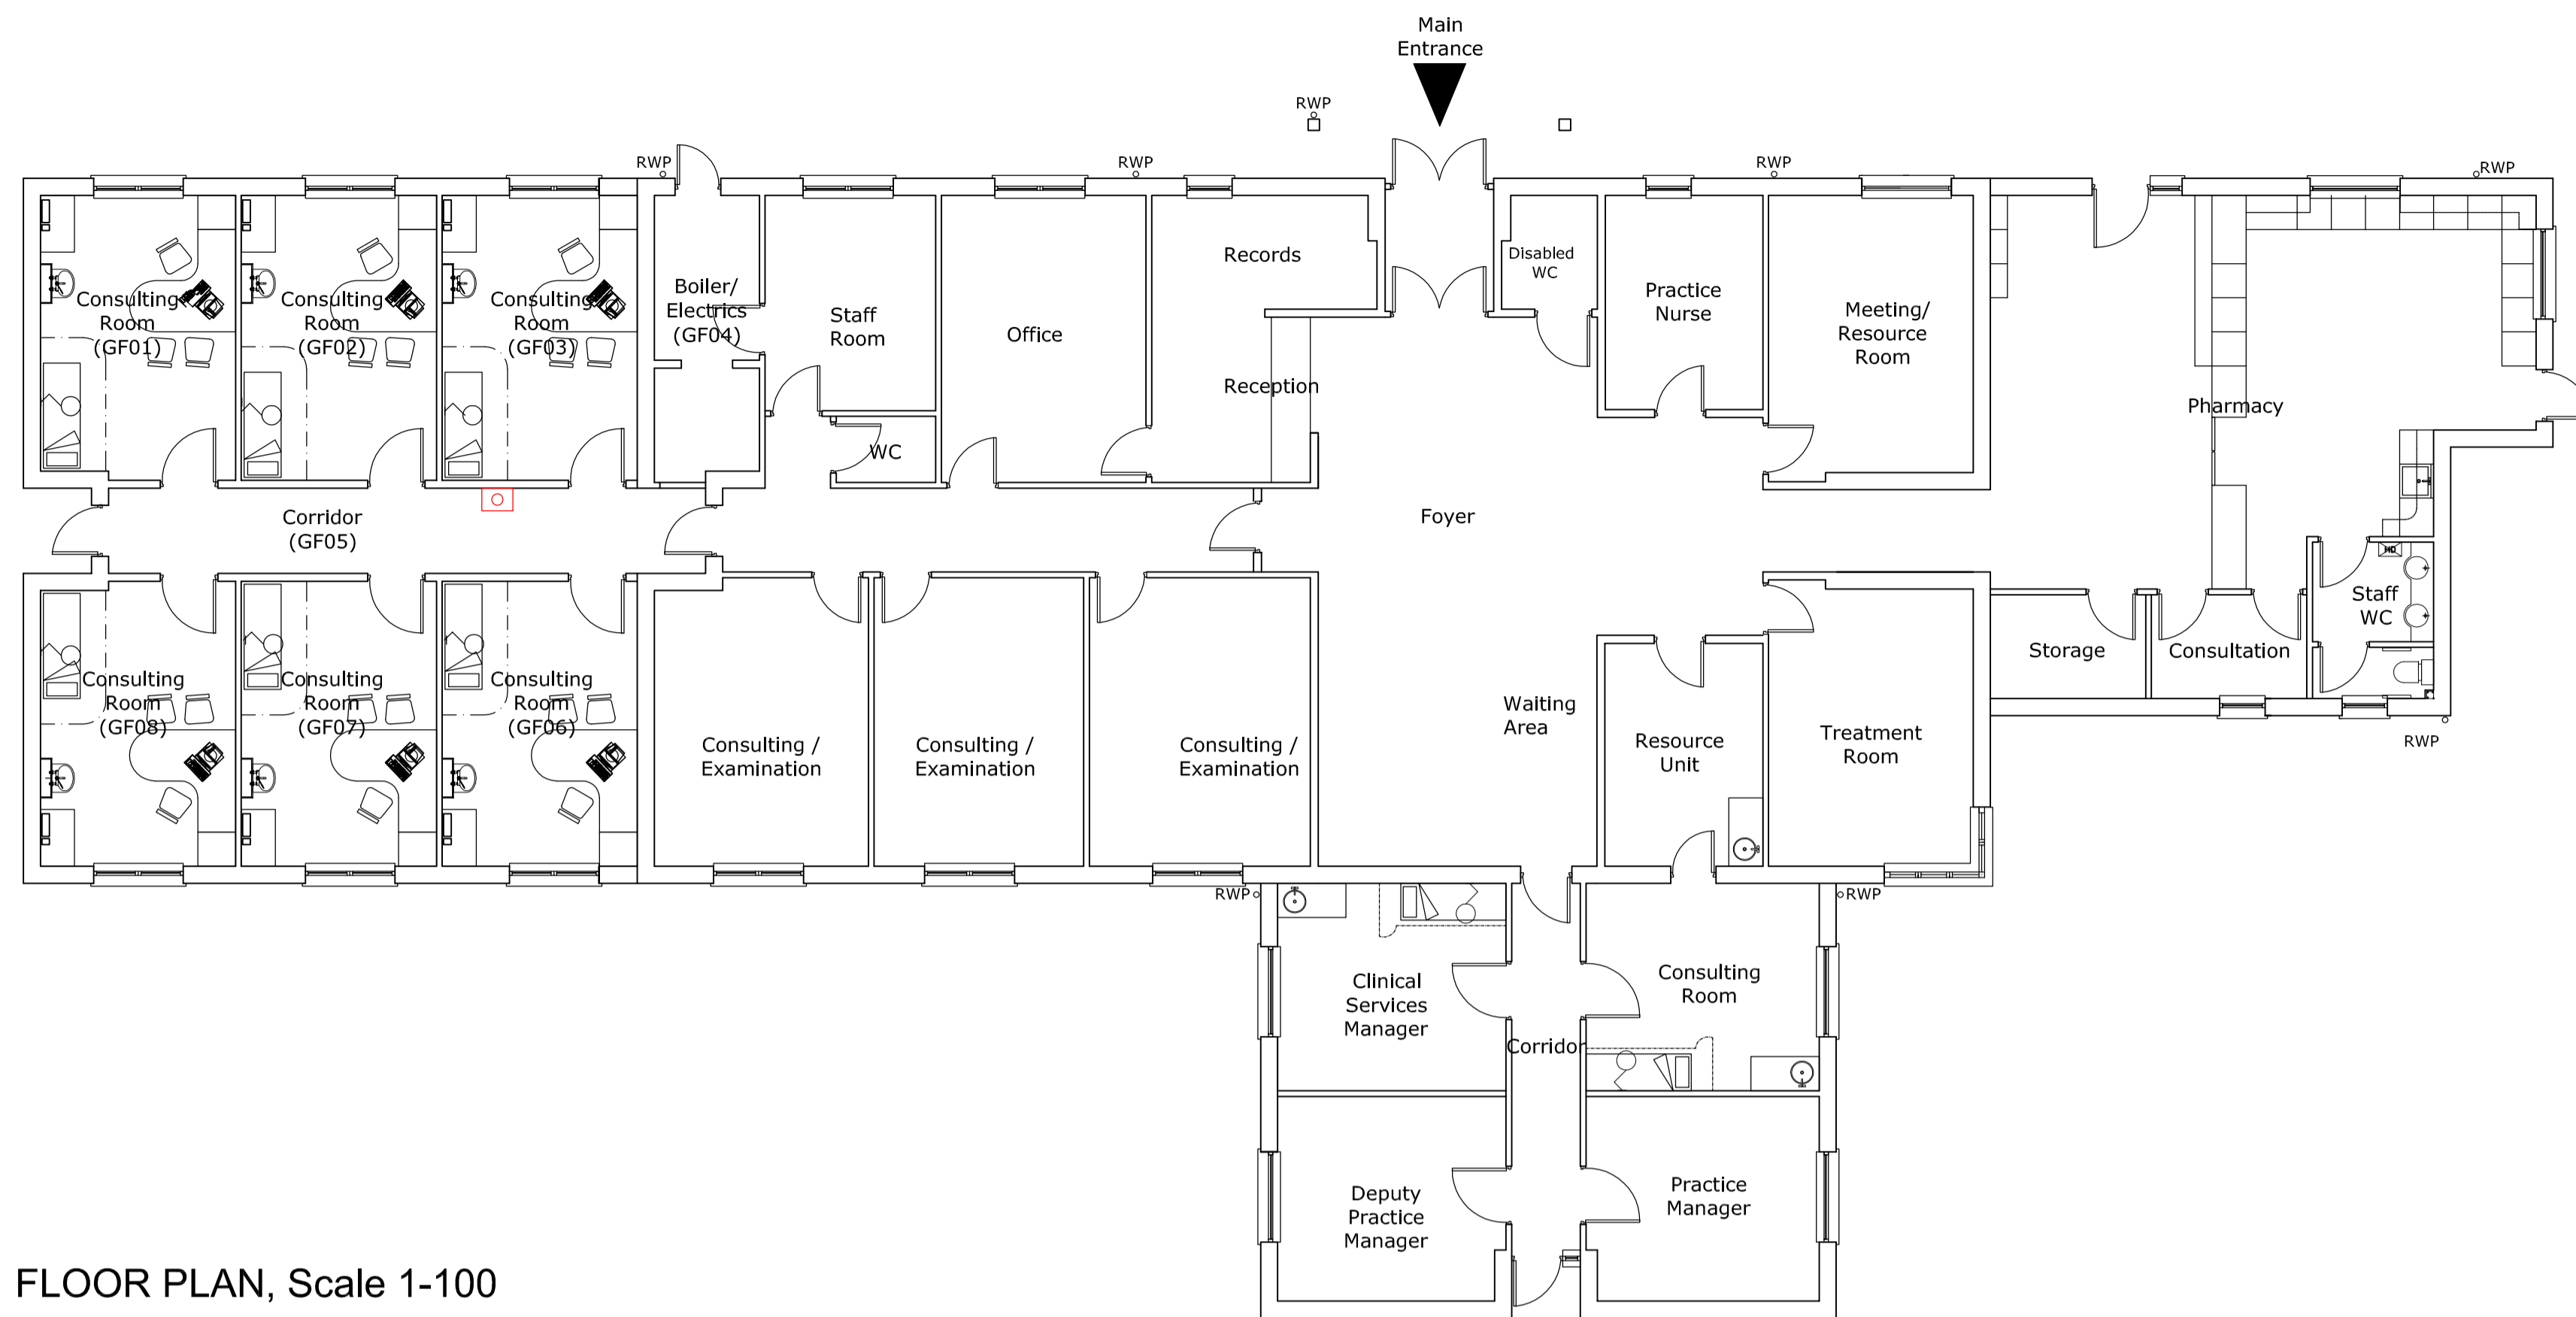 Main
Entrance
RWP
RWP
RWP
RWP
RWP
Consulting
Room
(GF01)
Consulting
Room
(GF02)
Consulting
Room
(GF03)
Boiler/
Electrics
(GF04)
Staff
Room
WC
Office
Records
Reception
Disabled
WC
Practice
Nurse
Meeting/
Resource
Room
Pharmacy
Corridor
(GF05)
Foyer
HD
Staff
WC
Storage
Consultation
RWP
Consulting
Room
(GF08)
Consulting
Room
(GF07)
Consulting
Room
(GF06)
Consulting /
Examination
Consulting /
Examination
Consulting /
Examination
Waiting
Area
Resource
Unit
Treatment
Room
RWP
RWP
Clinical
Services
Manager
Corridor
Consulting
Room
Deputy
Practice
Manager
Practice
Manager
FLOOR PLAN, Scale 1-100